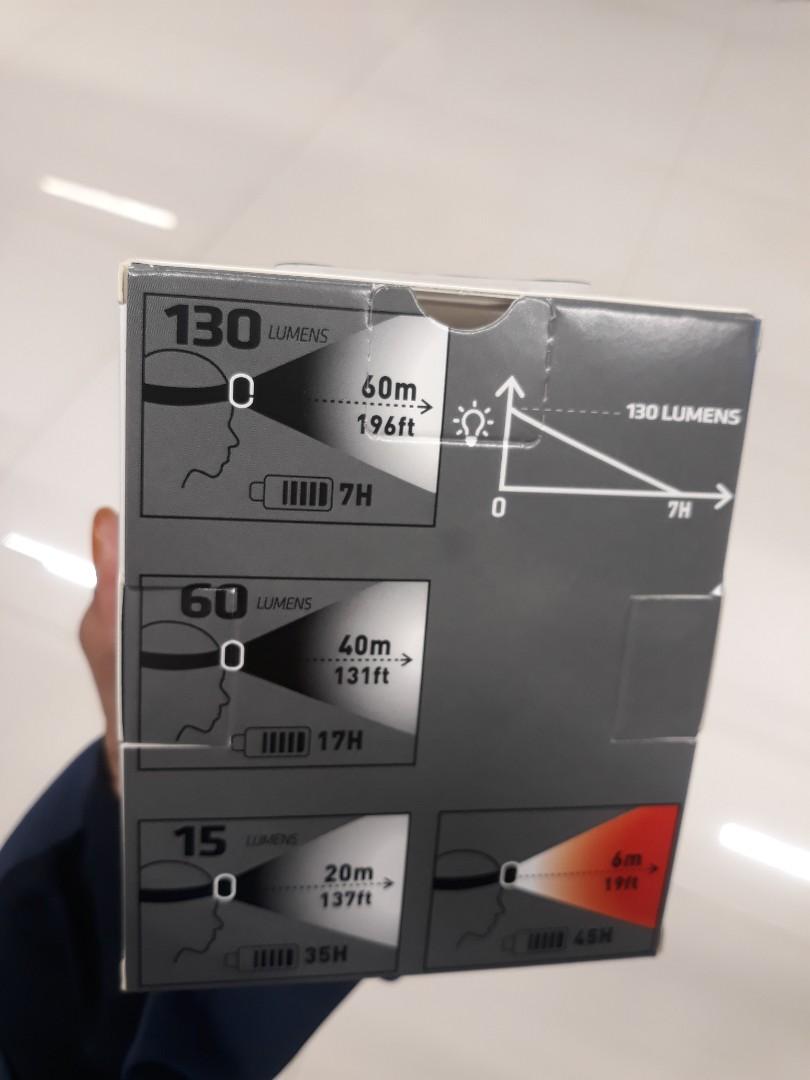 130 LUMENS
60m
196ft
7H
130 LUMENS
0
7H
60 LUMENS
40m
131ft
17H
15 LUMENS
20m
137ft
35H
6m
19ft
45H